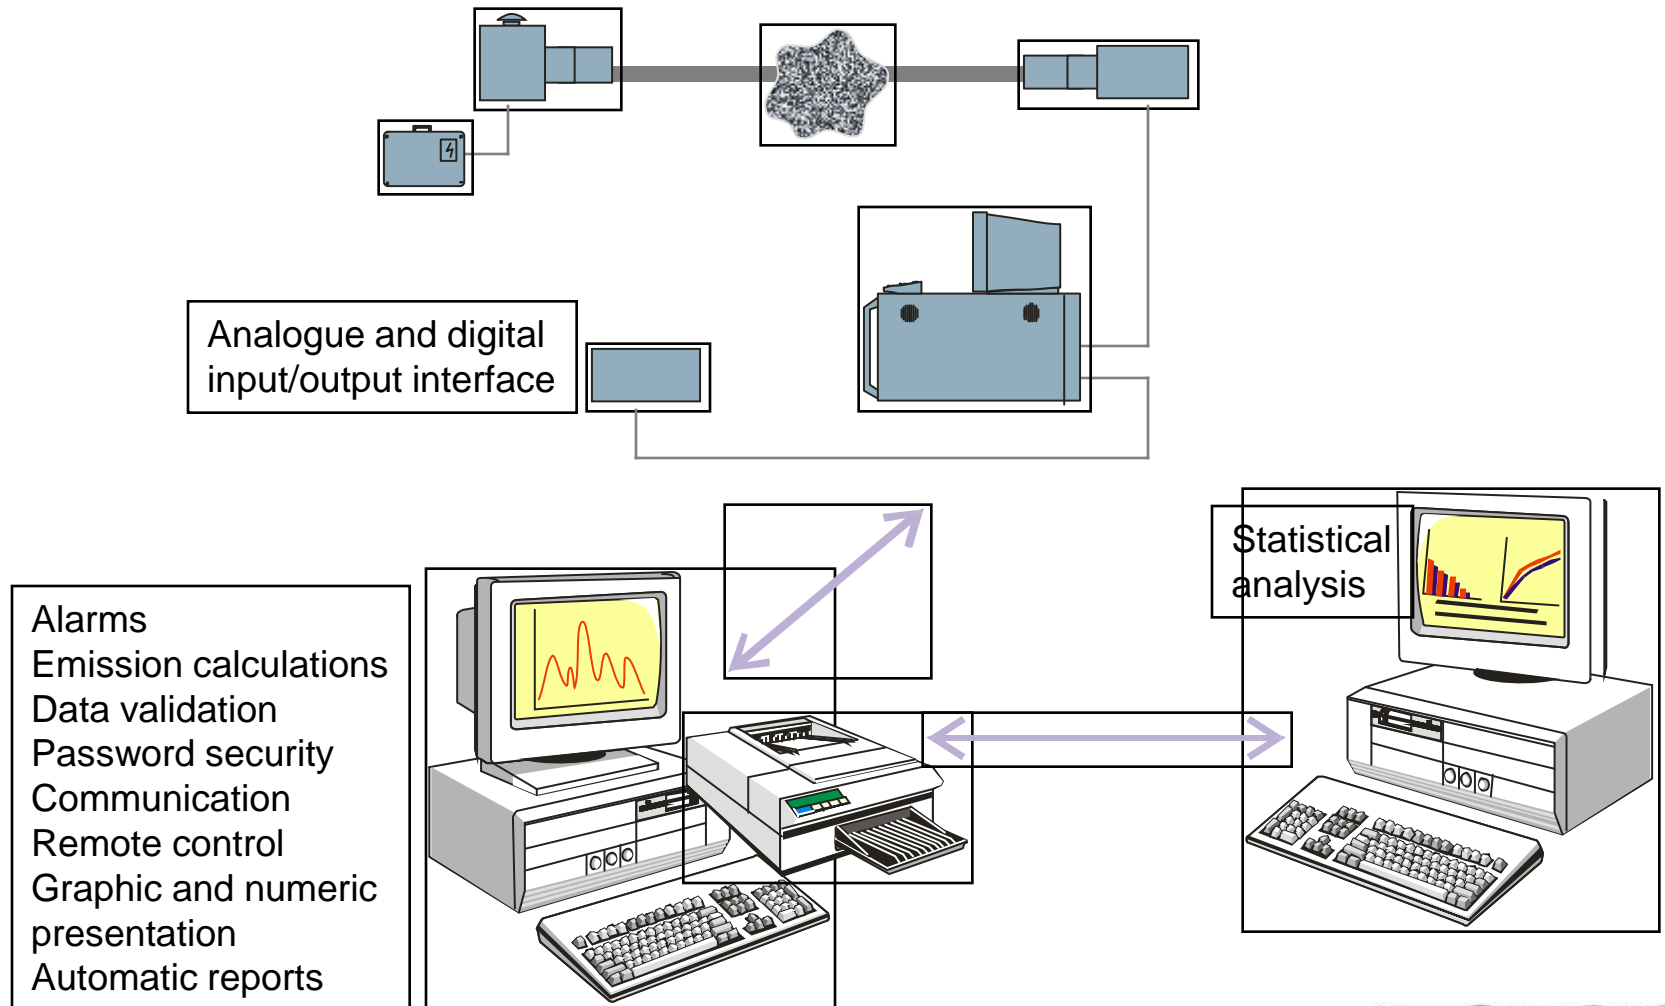 Analogue and digital
input/output interface
Statistical
analysis
Alarms
Emission calculations
Data validation
Password security
Communication
Remote control
Graphic and numeric
presentation
Automatic reports